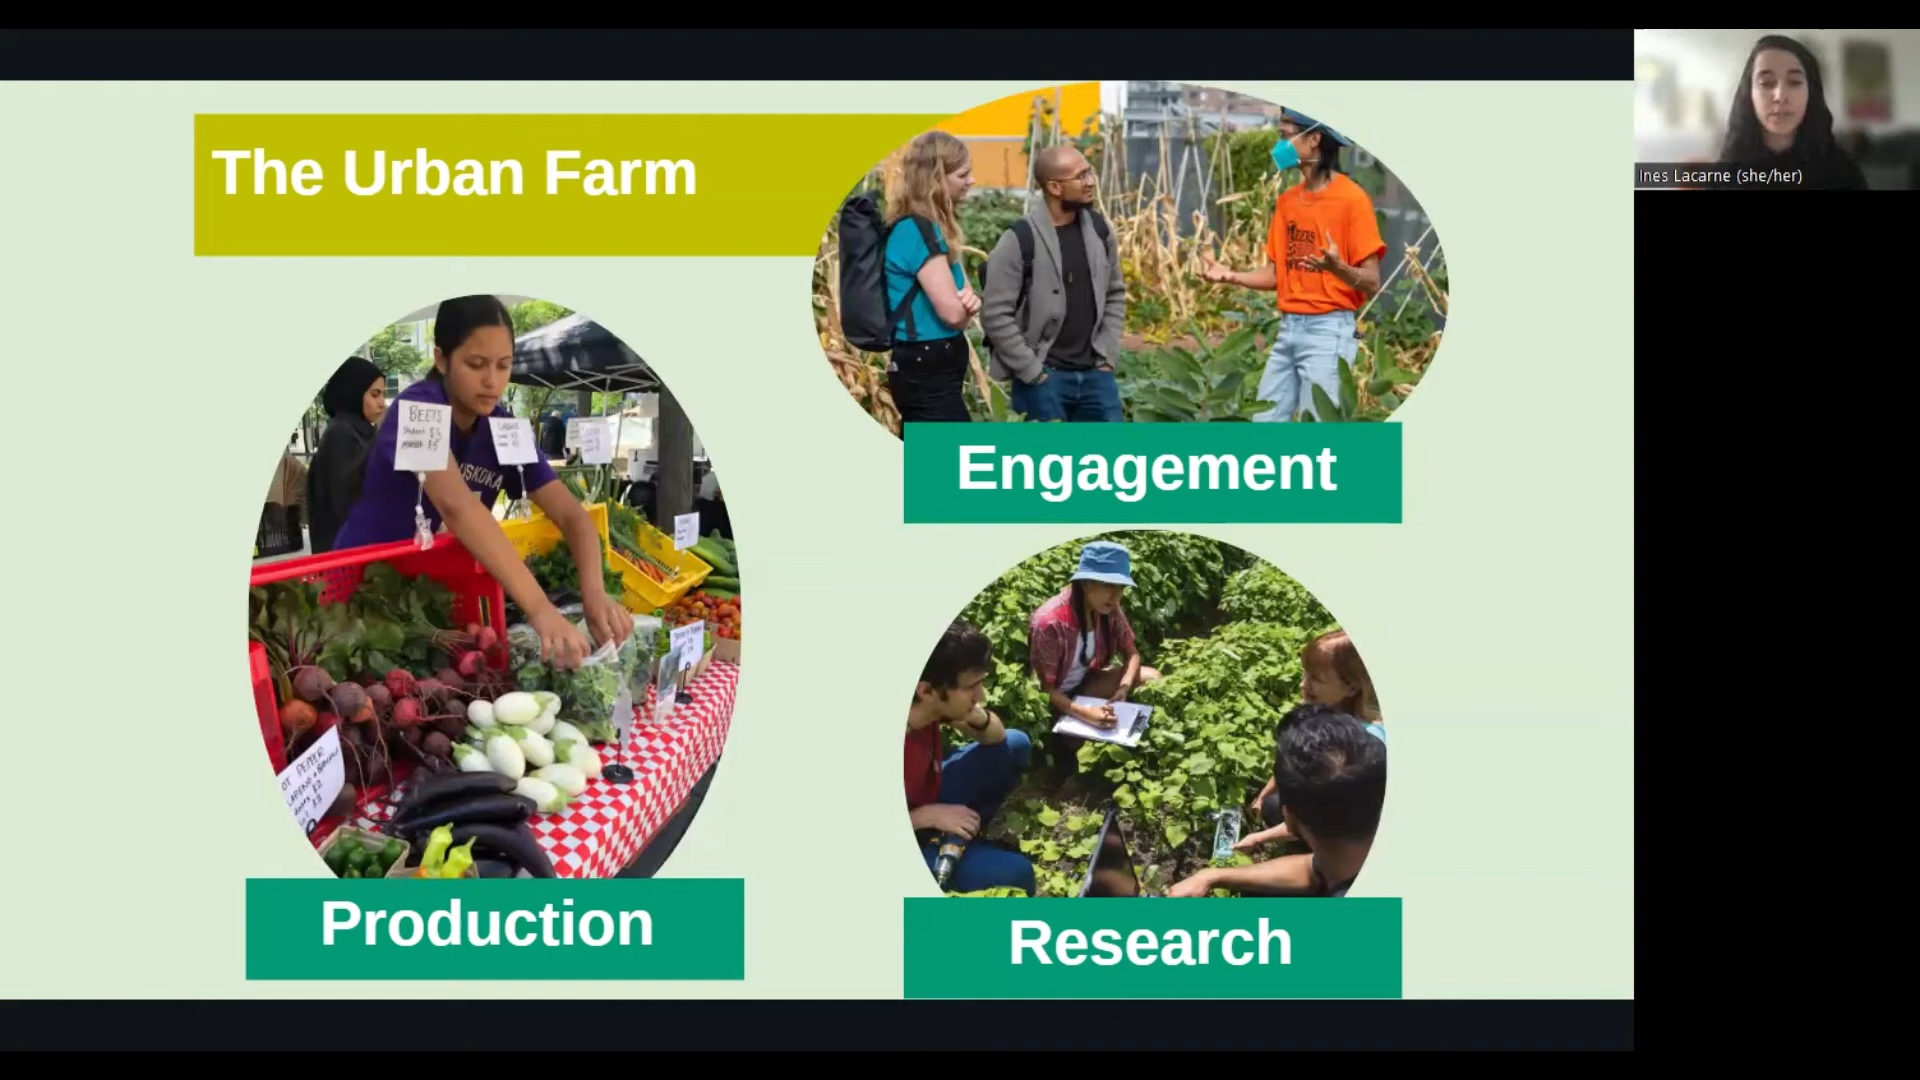 The Urban Farm
Ines Lacarne (she/her)
BEETS
Engagement
Production
Research